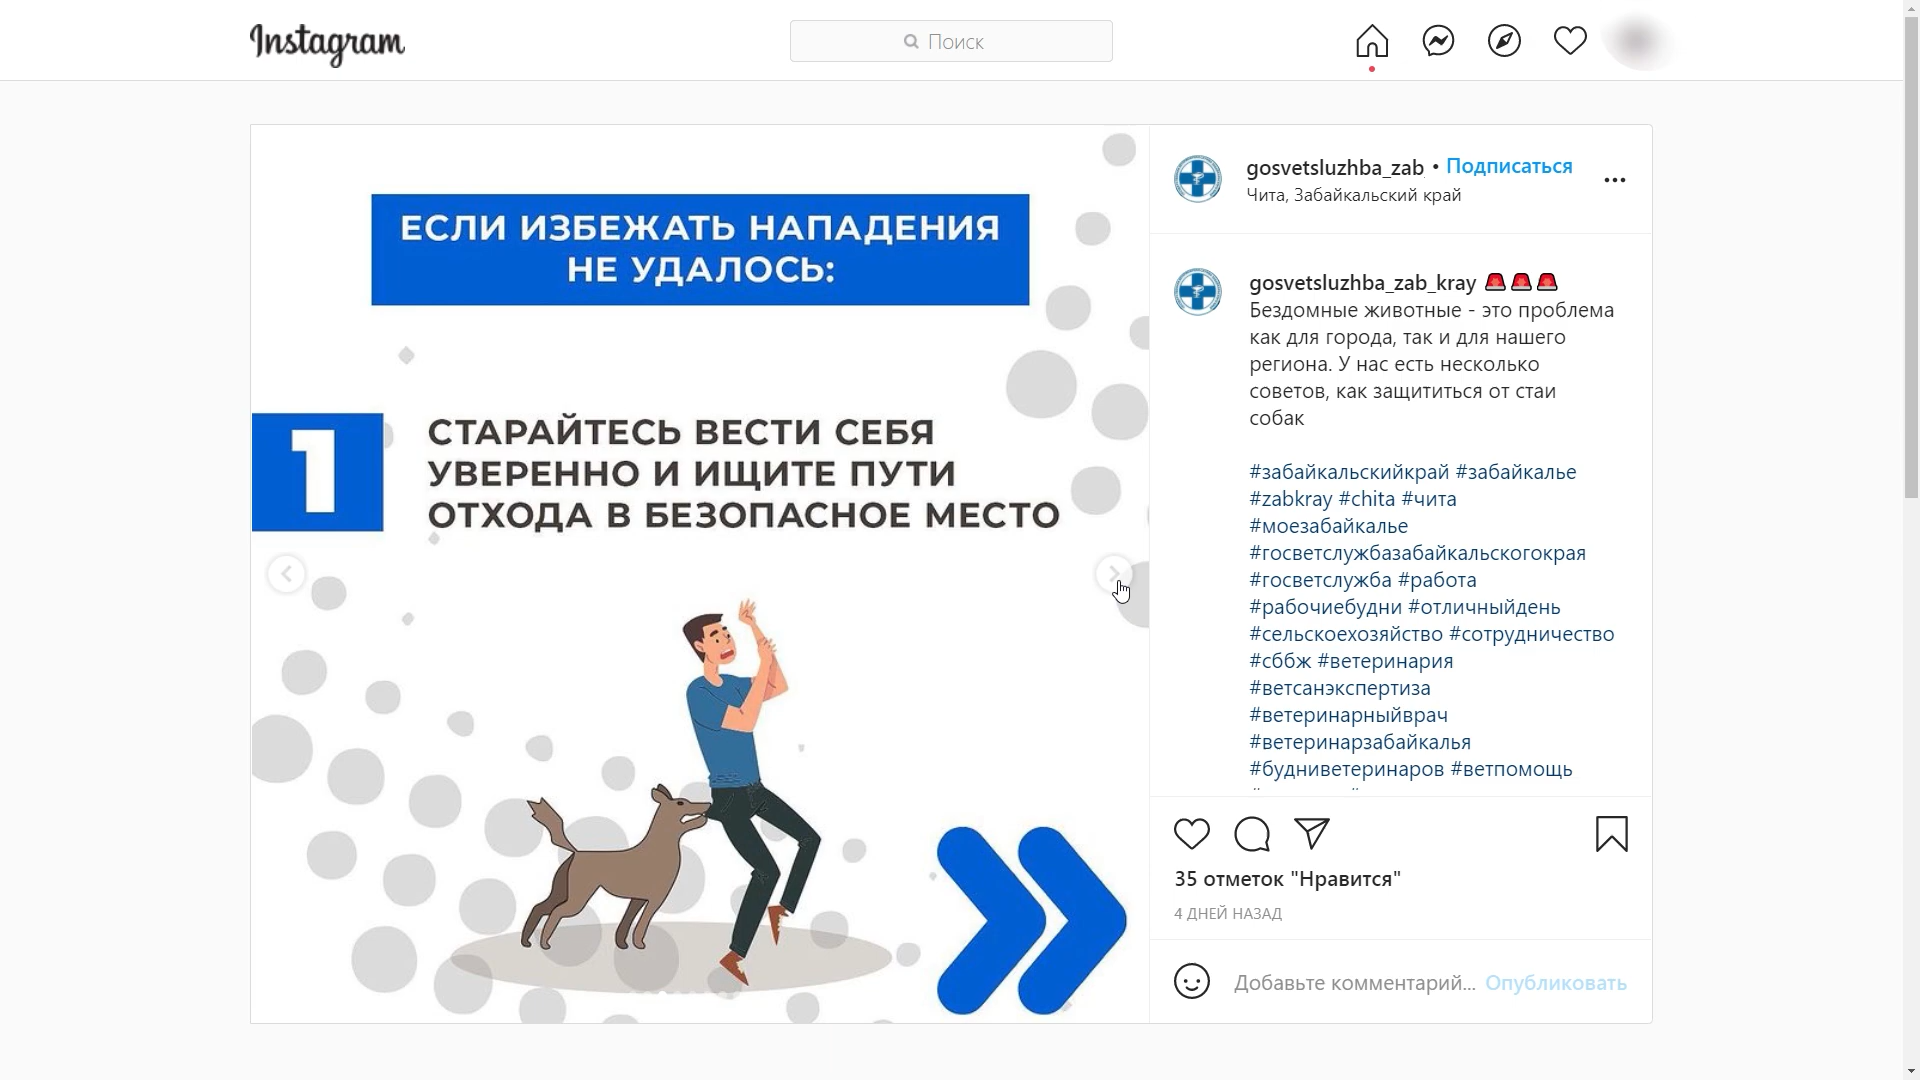 Instagram
Поиск
ЕСЛИ ИЗБЕЖАТЬ НАПАДЕНИЯ
НЕ УДАЛОСЬ:
1
СТАРАЙТЕСЬ ВЕСТИ СЕБЯ
УВЕРЕННО И ИЩИТЕ ПУТИ
ОТХОДА В БЕЗОПАСНОЕ МЕСТО
gosvetsluzhba_zab • Подписаться
Чита, Забайкальский край
gosvetsluzhba_zab_kray 🚨🚨🚨
Бездомные животные - это проблема
как для города, так и для нашего
региона. У нас есть несколько
советов, как защититься от стаи
собак
#забайкальскийкрай #забайкалье
#zabkray #chita #чита
#моезабайкалье
#госветслужбазабайкальскогокрая
#госветслужба #работа
#рабочиебудни #отличныйдень
#сельскоехозяйство #сотрудничество
#сббж #ветеринария
#ветсанэкспертиза
#ветеринарныйврач
#ветеринарзабайкалья
#будниветеринаров #ветпомощь
35 отметок "Нравится"
4 ДНЕЙ НАЗАД
Добавьте комментарий... Опубликовать